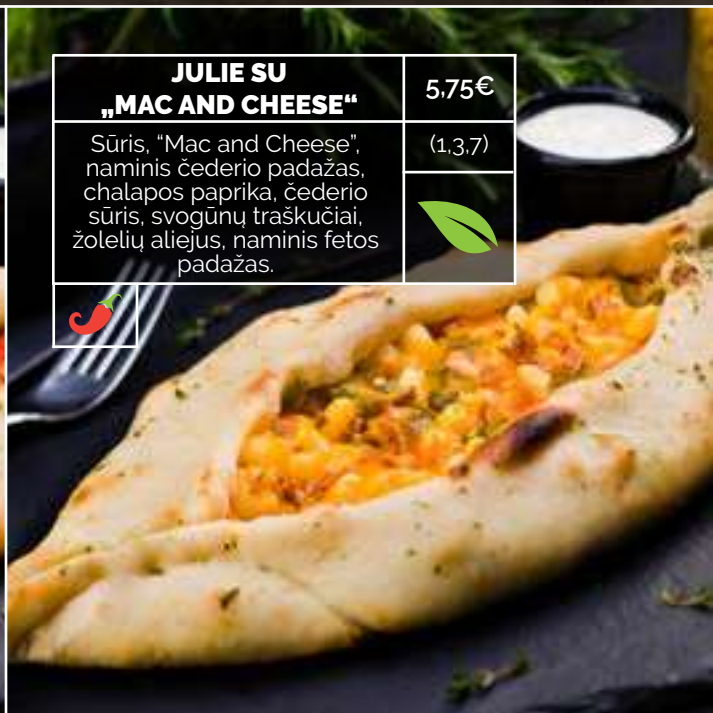 JULIE SU
„MAC AND CHEESE“
5,75€
Sūris, “Mac and Cheese”,
naminis čederio padažas,
chalapos paprika, čederio
sūris, svogūnų traškučiai,
žolelių aliejus, naminis fetos
padažas.
(1,3,7)